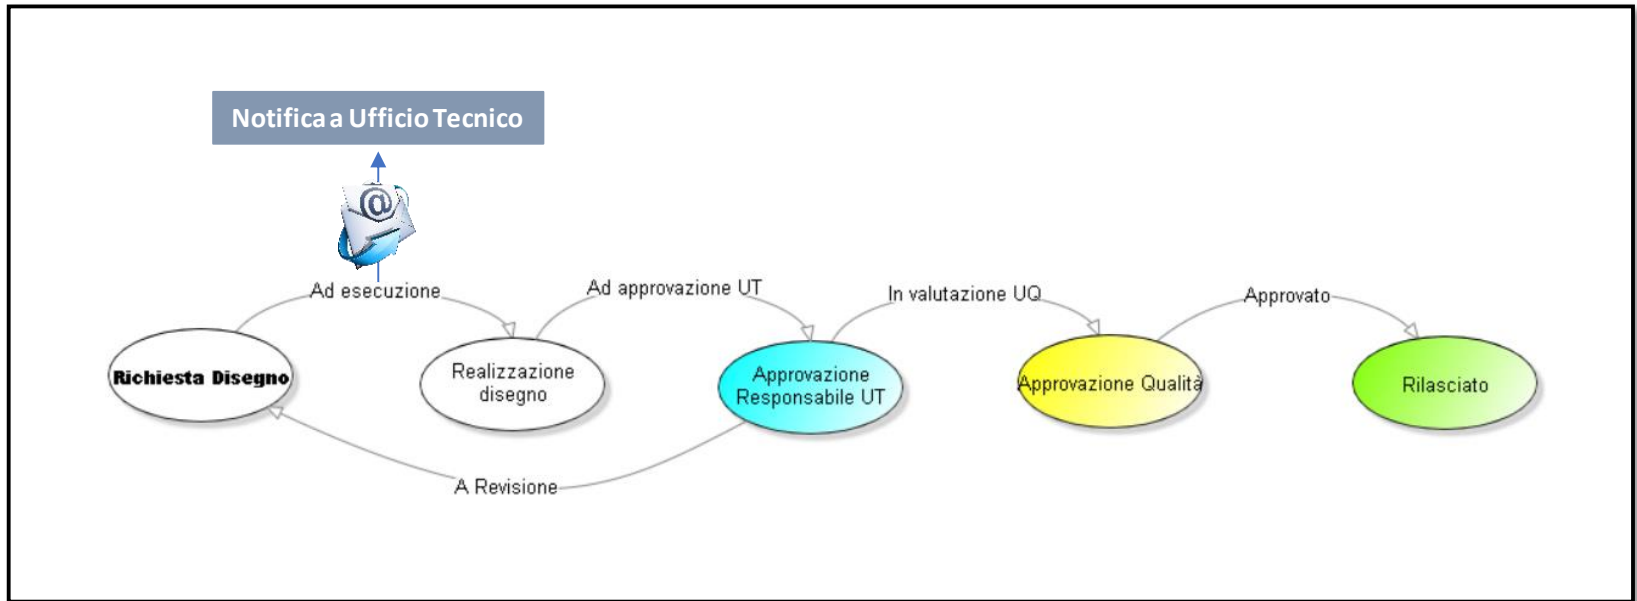 Notifica a Ufficio Tecnico
@
Ad esecuzione
Ad approvazione UT
In valutazione UQ
Approvato
Richiesta Disegno
Realizzazione
disegno
Approvazione
Responsabile UT
Approvazione Qualità
Rilasciato
A Revisione